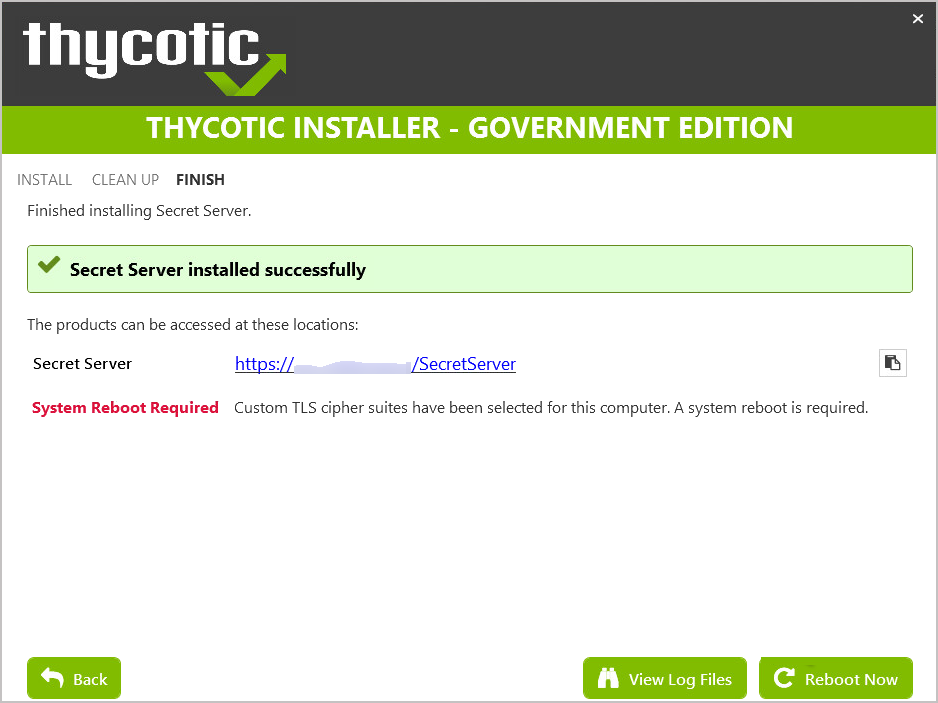 thycotic
THYCOTIC INSTALLER - GOVERNMENT EDITION
INSTALL CLEAN UP FINISH
Finished installing Secret Server.
Secret Server installed successfully
The products can be accessed at these locations:
Secret Server https:// /SecretServer
System Reboot Required Custom TLS cipher suites have been selected for this computer. A system reboot is required.
Back View Log Files Reboot Now